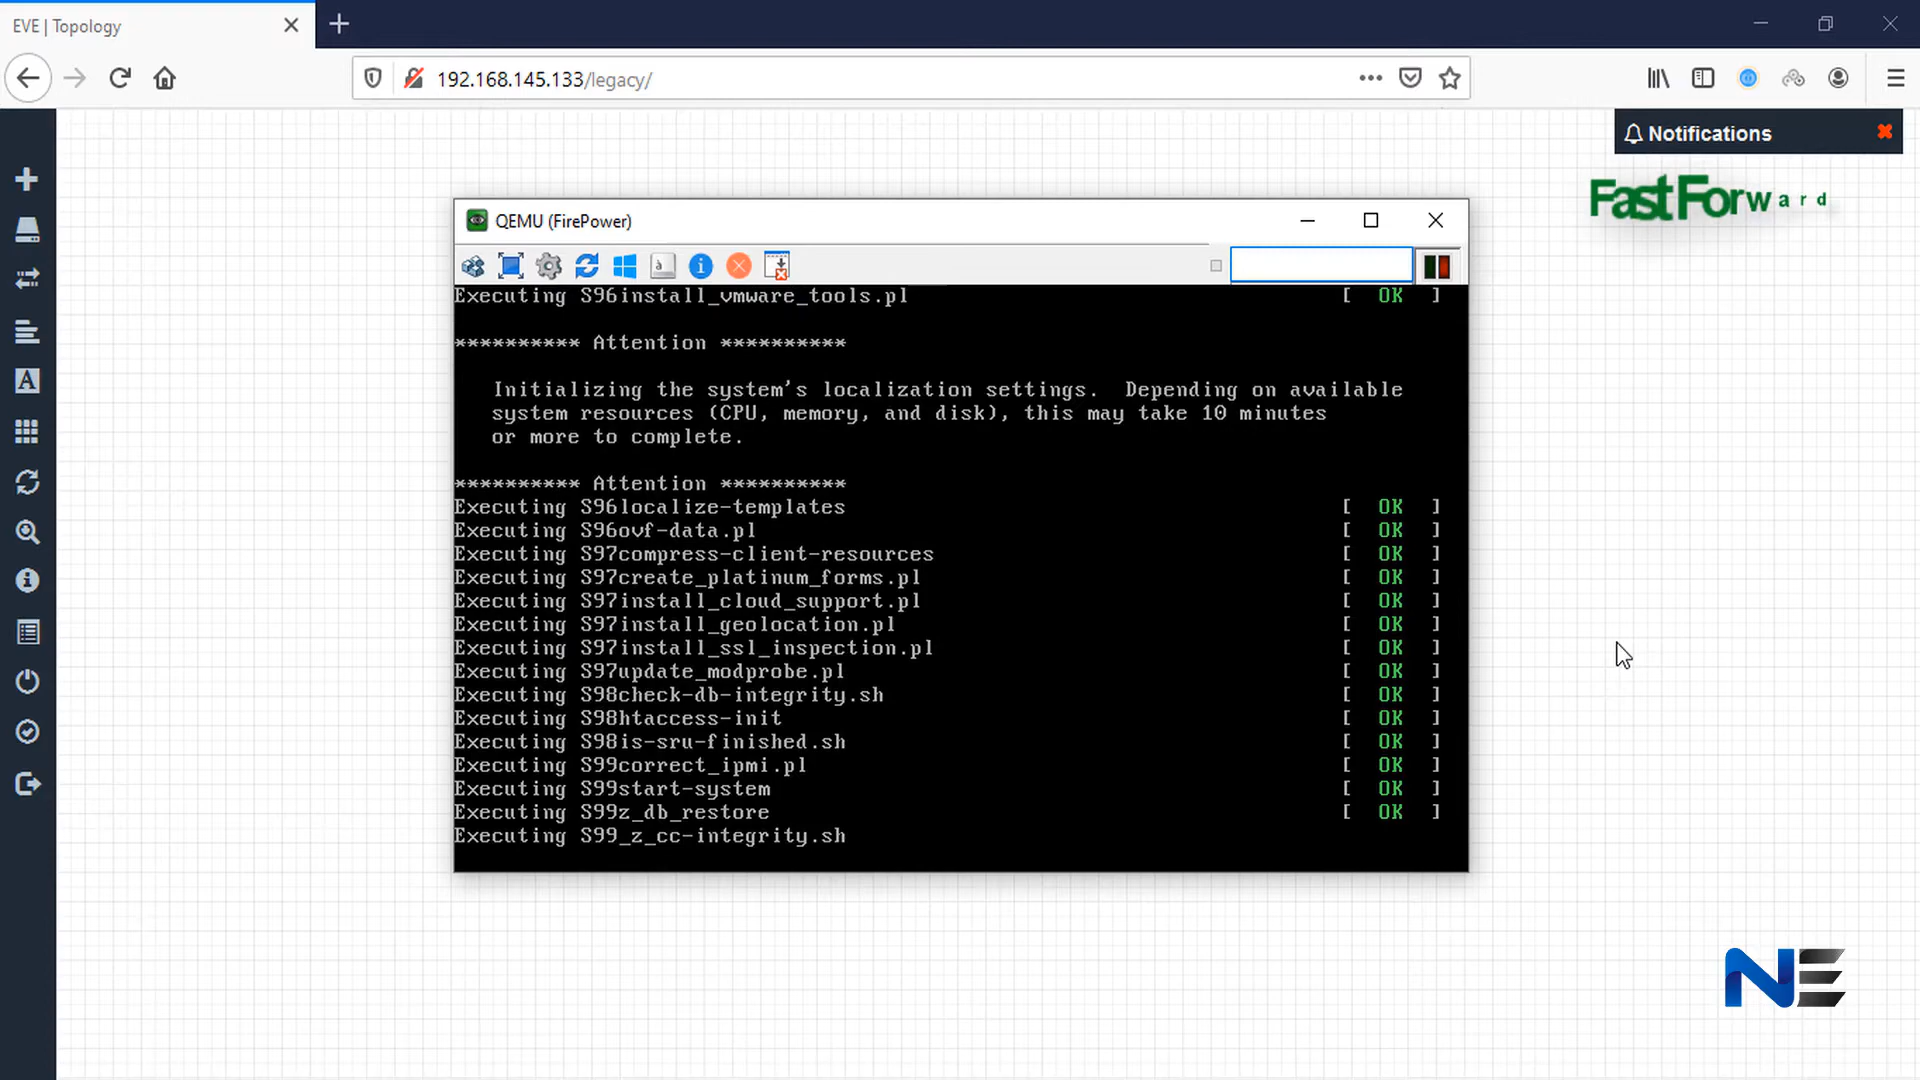 EVE | Topology
192.168.145.133/legacy/
Notifications
FastForward
QEMU (FirePower)
Executing S96install_vmware_tools.pl [ OK ]
********** Attention **********
Initializing the system's localization settings. Depending on available
system resources (CPU, memory, and disk), this may take 10 minutes
or more to complete.
********** Attention **********
Executing S96localize-templates [ OK ]
Executing S96ovf-data.pl [ OK ]
Executing S97compress-client-resources [ OK ]
Executing S97create_platinum_forms.pl [ OK ]
Executing S97install_cloud_support.pl [ OK ]
Executing S97install_geolocation.pl [ OK ]
Executing S97install_ssl_inspection.pl [ OK ]
Executing S97update_modprobe.pl [ OK ]
Executing S98check-db-integrity.sh [ OK ]
Executing S98htaccess-init [ OK ]
Executing S98is-sru-finished.sh [ OK ]
Executing S99correct_ipmi.pl [ OK ]
Executing S99start-system [ OK ]
Executing S99z_db_restore [ OK ]
Executing S99_z_cc-integrity.sh
NE